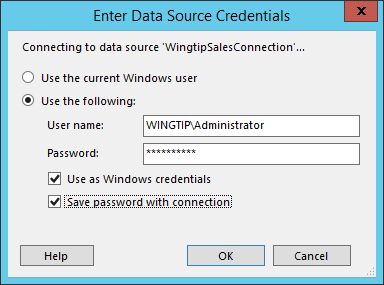 Enter Data Source Credentials
x
Connecting to data source 'WingtipSalesConnection'...
Use the current Windows user
Use the following:
User name: WINGTIP\Administrator
Password: **********
Use as Windows credentials
Save password with connection
Help OK Cancel